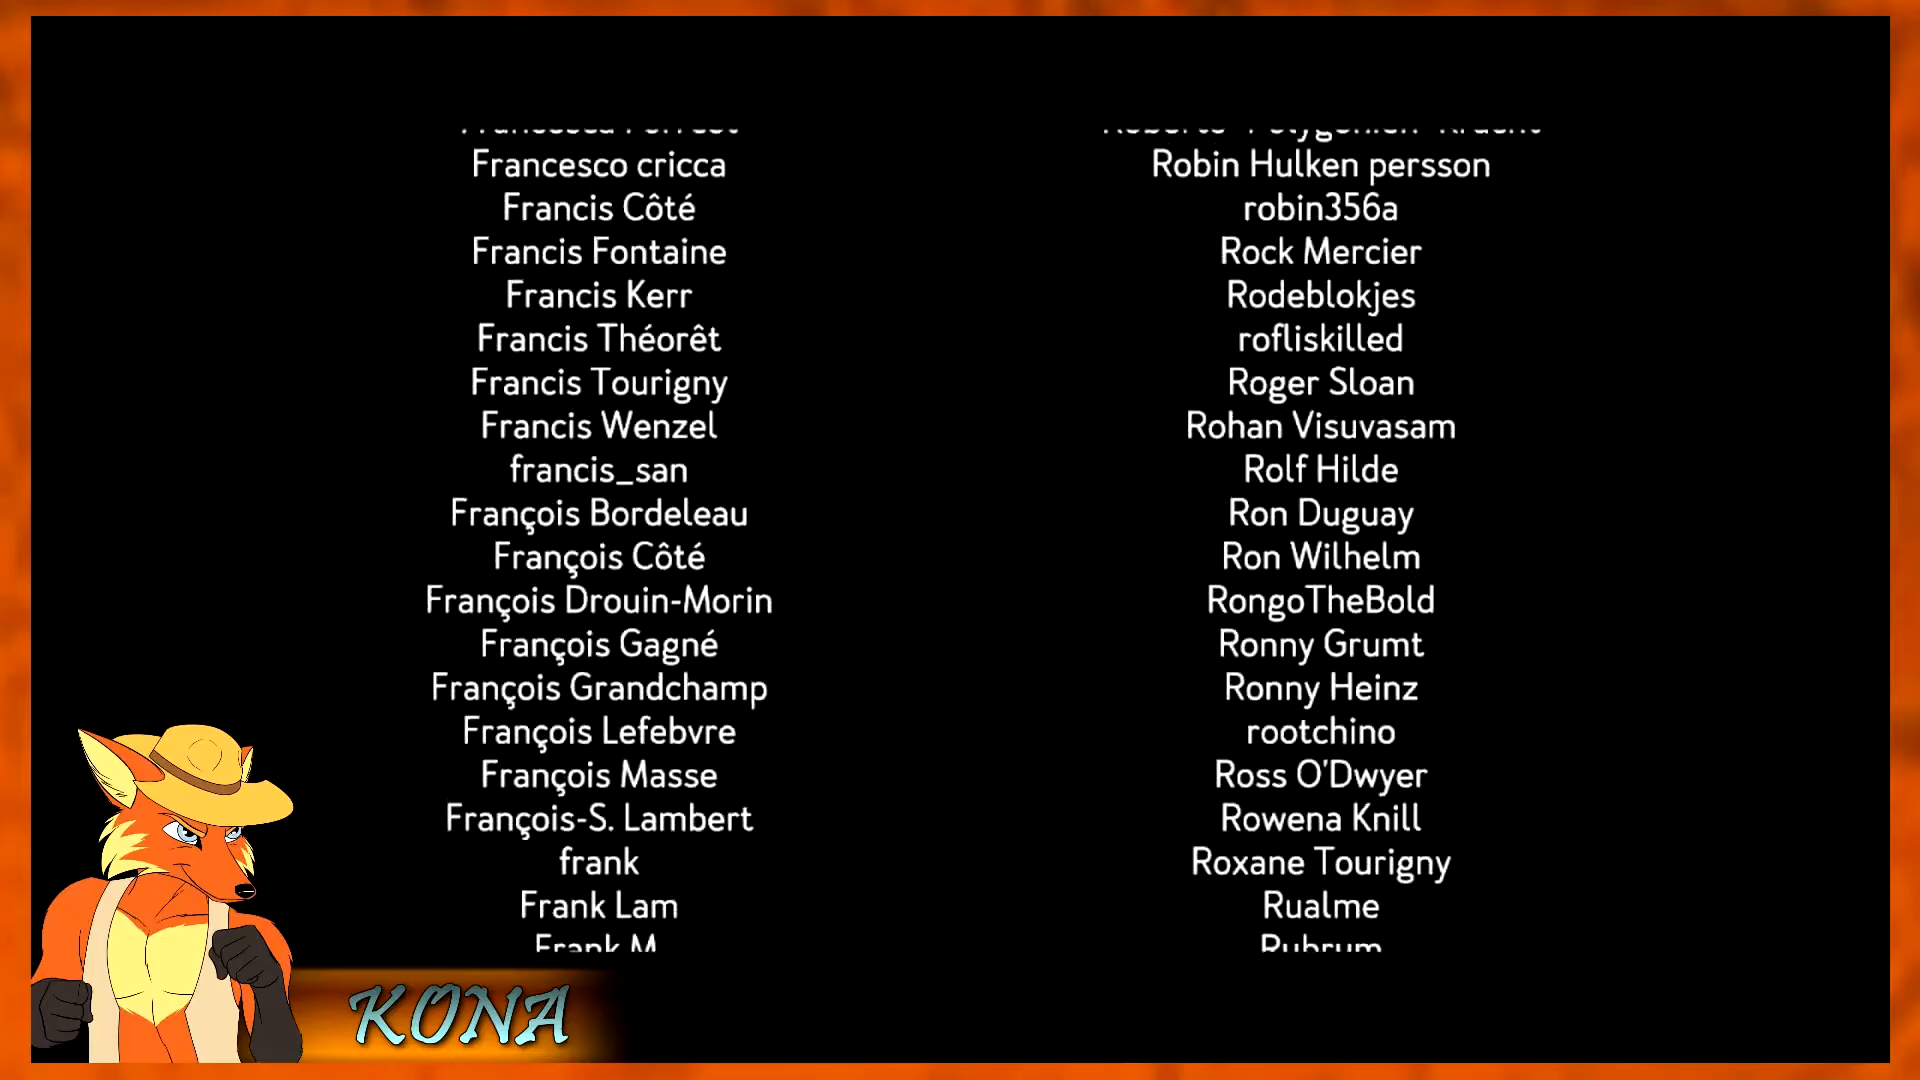 Francesco cricca
Francis Côté
Francis Fontaine
Francis Kerr
Francis Théorêt
Francis Tourigny
Francis Wenzel
francis_san
François Bordeleau
François Côté
François Drouin-Morin
François Gagné
François Grandchamp
François Lefebvre
François Masse
François-S. Lambert
frank
Frank Lam
Frank M
Robin Hulken persson
robin356a
Rock Mercier
Rodeblokjes
rofliskilled
Roger Sloan
Rohan Visuvasam
Rolf Hilde
Ron Duguay
Ron Wilhelm
RongoTheBold
Ronny Grumt
Ronny Heinz
rootchino
Ross O'Dwyer
Rowena Knill
Roxane Tourigny
Rualme
Rubrum
KONA